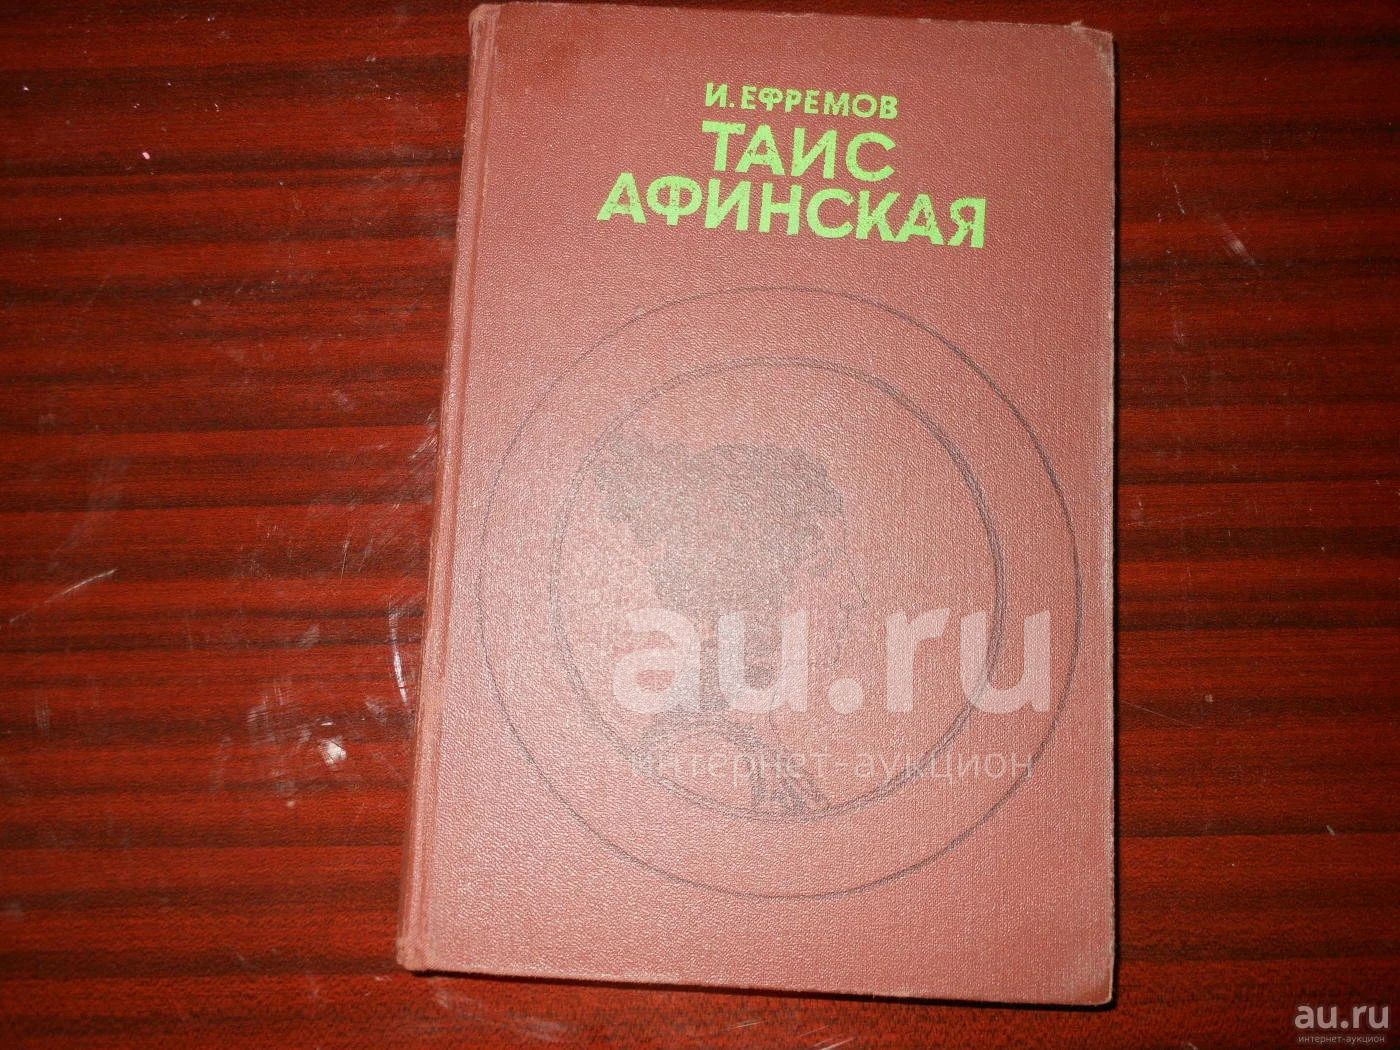 И. ЕФРЕМОВ
ТАИС
АФИНСКАЯ
au.ru
интернет-аукцион
au.ru
интернет-аукцион